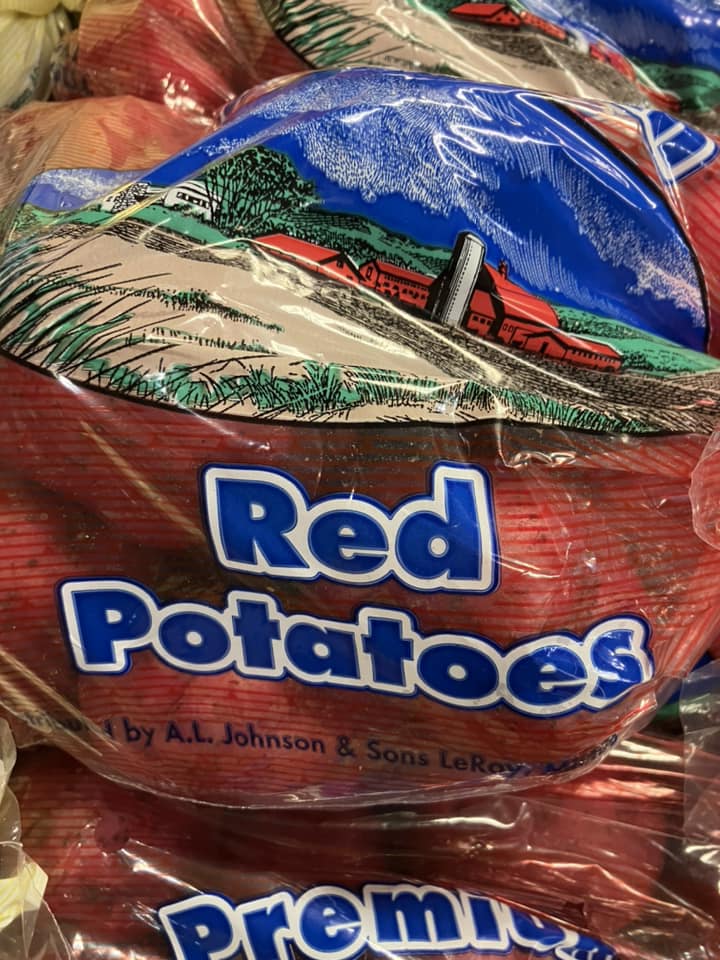 Red
Potatoes
by A.L. Johnson & Sons LeRoy,